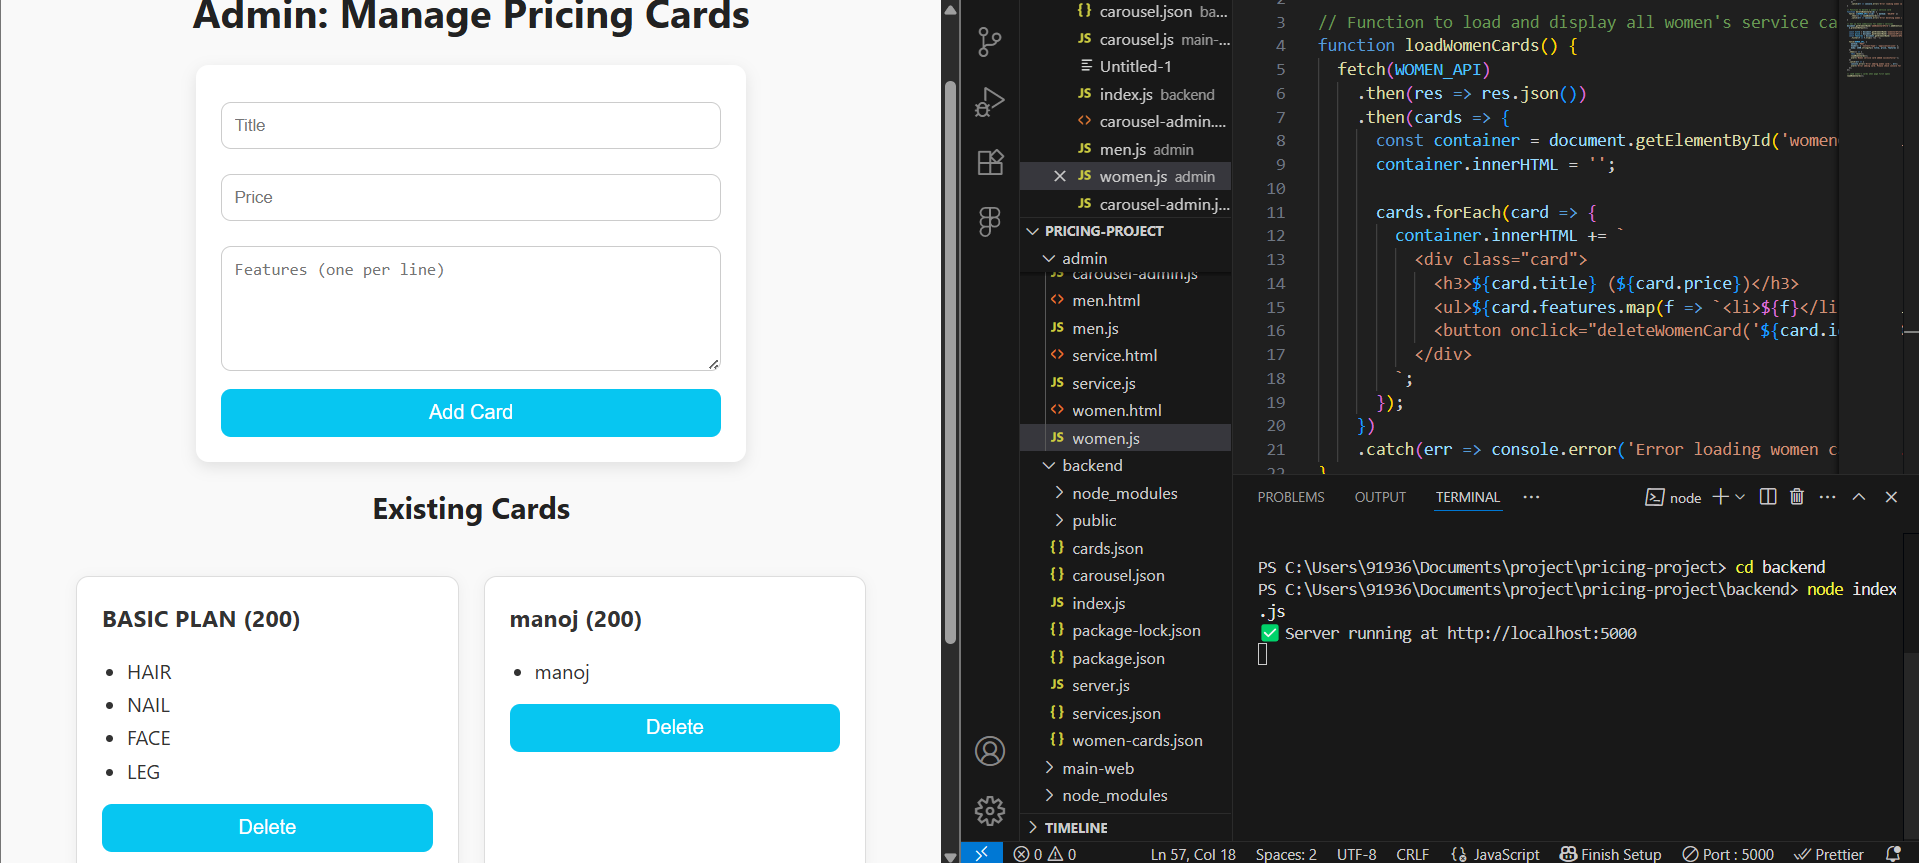 Admin: Manage Pricing Cards
Title
Price
Features (one per line)
Add Card
Existing Cards
BASIC PLAN (200)
HAIR
NAIL
FACE
LEG
Delete
manoj (200)
manoj
Delete
carousel.json ba...
JS carousel.js main-...
Untitled-1
JS index.js backend
<> carousel-admin....
JS men.js admin
JS women.js admin
JS carousel-admin.j...
PRICING-PROJECT
admin
JS carousel-admin.js
<> men.html
JS men.js
<> service.html
JS service.js
<> women.html
JS women.js
backend
node_modules
public
{} cards.json
{} carousel.json
JS index.js
{} package-lock.json
{} package.json
JS server.js
{} services.json
{} women-cards.json
main-web
node_modules
TIMELINE
2
3 // Function to load and display all women's service ca
4 function loadWomenCards() {
5 fetch(WOMEN_API)
6 .then(res => res.json())
7 .then(cards => {
8 const container = document.getElementById('women
9 container.innerHTML = '';
10
11 cards.forEach(card => {
12 container.innerHTML += `
13 <div class="card">
14 <h3>${card.title} (${card.price})</h3>
15 <ul>${card.features.map(f => `<li>${f}</li
16 <button onclick="deleteWomenCard('${card.i
17 </div>
18 `;
19 });
20 })
21 .catch(err => console.error('Error loading women c
22 }
PROBLEMS OUTPUT TERMINAL ... node
PS C:\Users\91936\Documents\project\pricing-project> cd backend
PS C:\Users\91936\Documents\project\pricing-project\backend> node index
.js
✅ Server running at http://localhost:5000
0 0 Ln 57, Col 18 Spaces: 2 UTF-8 CRLF {} JavaScript Finish Setup Port : 5000 Prettier